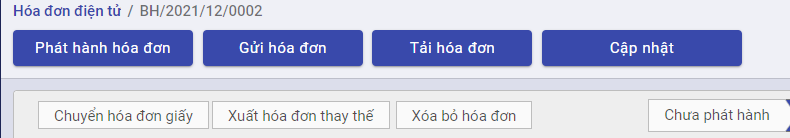 Hóa đơn điện tử / BH/2021/12/0002
Phát hành hóa đơn Gửi hóa đơn Tải hóa đơn Cập nhật
Chuyển hóa đơn giấy Xuất hóa đơn thay thế Xóa bỏ hóa đơn Chưa phát hành